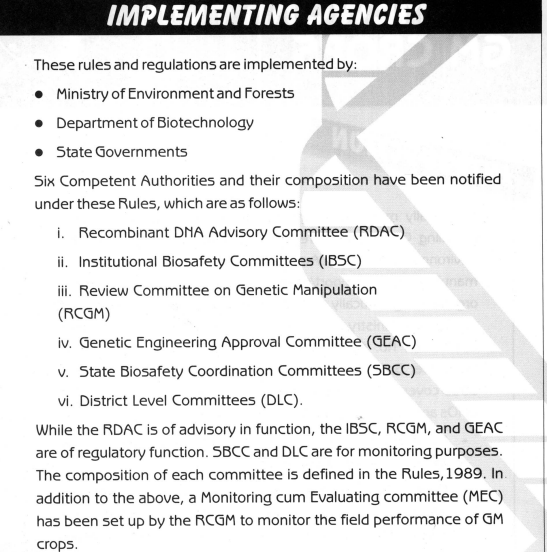 IMPLEMENTING AGENCIES
These rules and regulations are implemented by:
● Ministry of Environment and Forests
● Department of Biotechnology
● State Governments
Six Competent Authorities and their composition have been notified
under these Rules, which are as follows:
i. Recombinant DNA Advisory Committee (RDAC)
ii. Institutional Biosafety Committees (IBSC)
iii. Review Committee on Genetic Manipulation
(RCGM)
iv. Genetic Engineering Approval Committee (GEAC)
v. State Biosafety Coordination Committees (SBCC)
vi. District Level Committees (DLC).
While the RDAC is of advisory in function, the IBSC, RCGM, and GEAC
are of regulatory function. SBCC and DLC are for monitoring purposes.
The composition of each committee is defined in the Rules,1989. In
addition to the above, a Monitoring cum Evaluating committee (MEC)
has been set up by the RCGM to monitor the field performance of GM
crops.